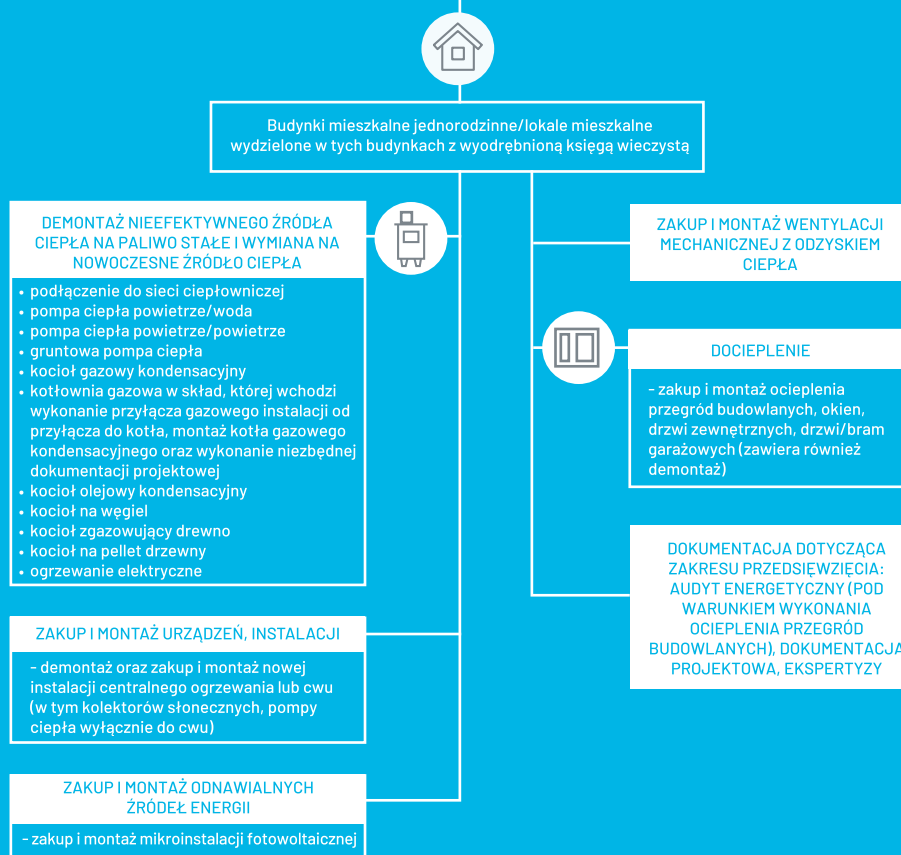 Budynki mieszkalne jednorodzinne/lokale mieszkalne
wydzielone w tych budynkach z wyodrębnioną księgą wieczystą
DEMONTAŻ NIEEFEKTYWNEGO ŹRÓDŁA
CIEPŁA NA PALIWO STAŁE I WYMIANA NA
NOWOCZESNE ŹRÓDŁO CIEPŁA
• podłączenie do sieci ciepłowniczej
• pompa ciepła powietrze/woda
• pompa ciepła powietrze/powietrze
• gruntowa pompa ciepła
• kocioł gazowy kondensacyjny
• kotłownia gazowa w skład, której wchodzi
wykonanie przyłącza gazowego instalacji od
przyłącza do kotła, montaż kotła gazowego
kondensacyjnego oraz wykonanie niezbędnej
dokumentacji projektowej
• kocioł olejowy kondensacyjny
• kocioł na węgiel
• kocioł zgazowujący drewno
• kocioł na pellet drzewny
• ogrzewanie elektryczne
ZAKUP I MONTAŻ URZĄDZEŃ, INSTALACJI
- demontaż oraz zakup i montaż nowej
instalacji centralnego ogrzewania lub cwu
(w tym kolektorów słonecznych, pompy
ciepła wyłącznie do cwu)
ZAKUP I MONTAŻ ODNAWIALNYCH
ŹRÓDEŁ ENERGII
- zakup i montaż mikroinstalacji fotowoltaicznej
ZAKUP I MONTAŻ WENTYLACJI
MECHANICZNEJ Z ODZYSKIEM
CIEPŁA
DOCIEPLENIE
- zakup i montaż ocieplenia
przegród budowlanych, okien,
drzwi zewnętrznych, drzwi/bram
garażowych (zawiera również
demontaż)
DOKUMENTACJA DOTYCZĄCA
ZAKRESU PRZEDSIĘWZIĘCIA:
AUDYT ENERGETYCZNY (POD
WARUNKIEM WYKONANIA
OCIEPLENIA PRZEGRÓD
BUDOWLANYCH), DOKUMENTACJA
PROJEKTOWA, EKSPERTYZY